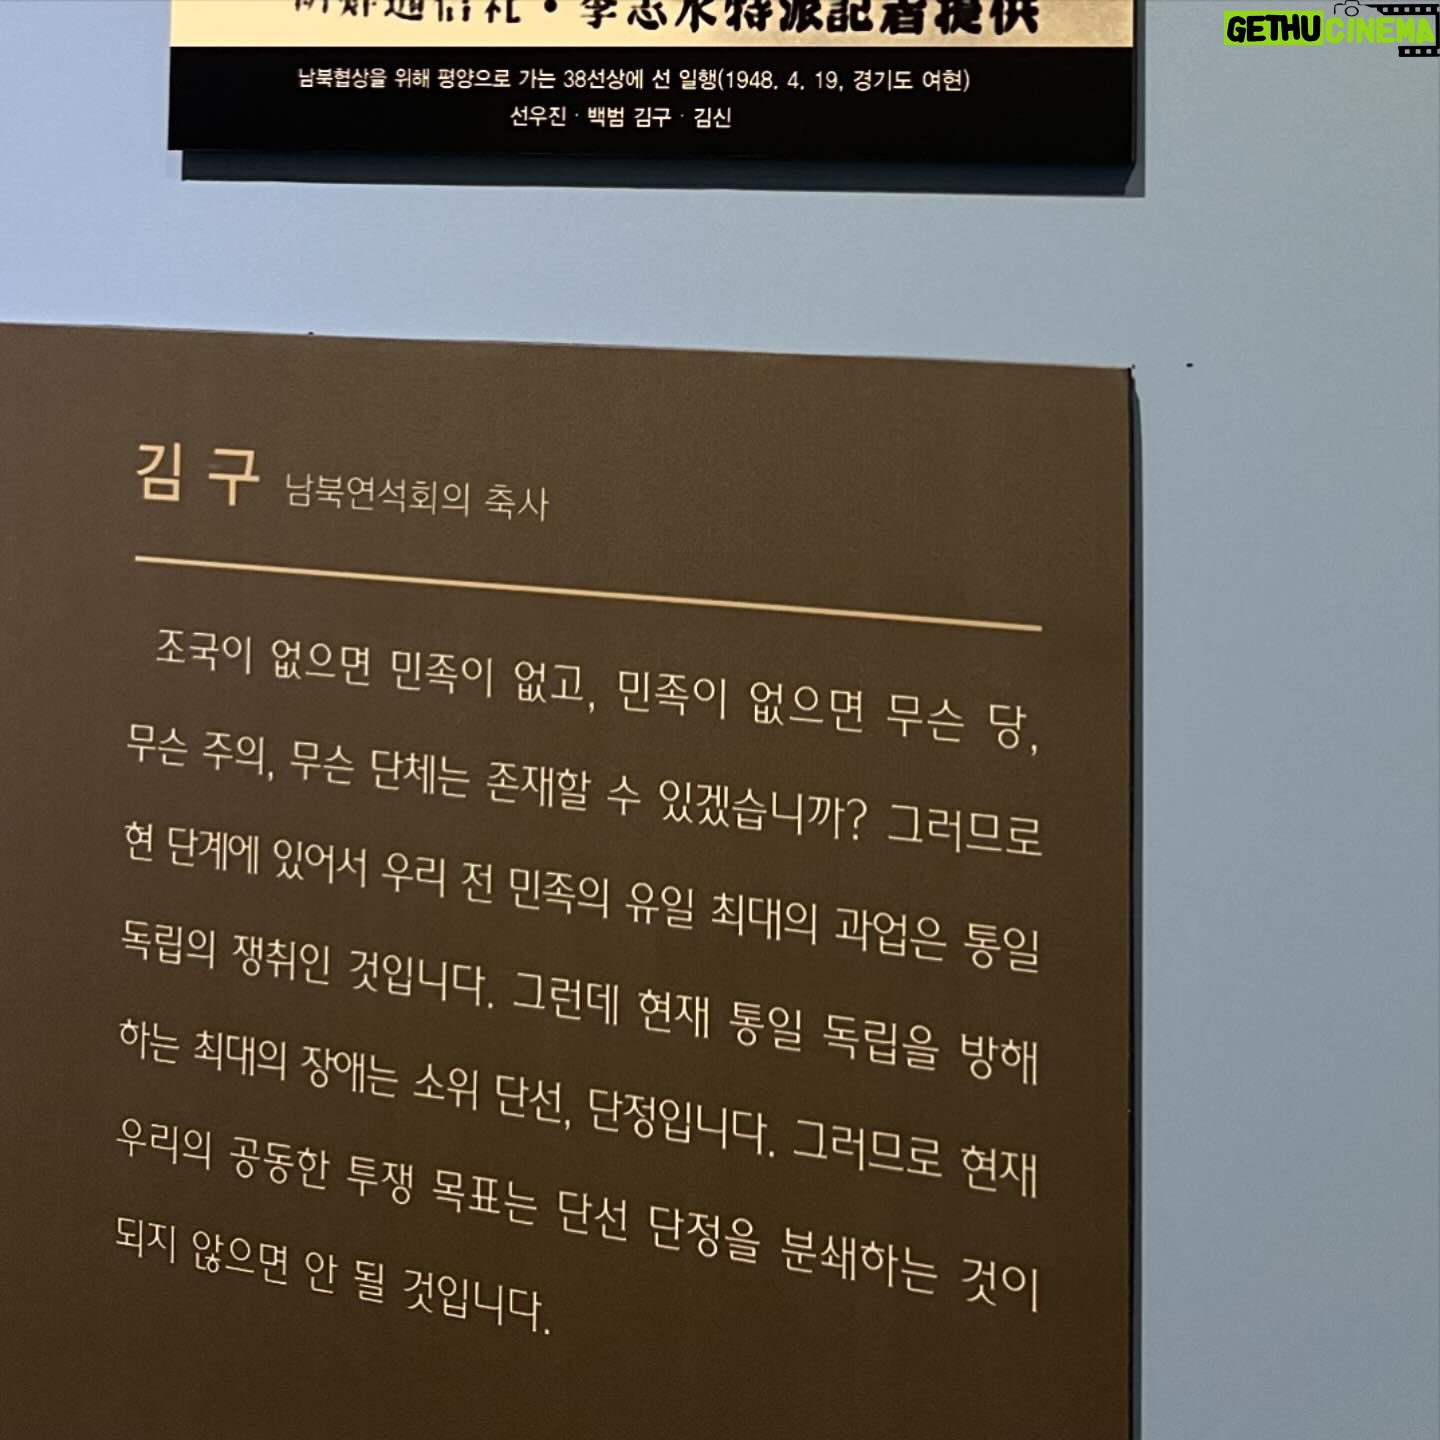 GETHU CINEMA
李志水特派記者提供
남북협상을 위해 평양으로 가는 38선상에 선 일행(1948. 4. 19, 경기도 여현)
선우진 · 백범 김구 · 김신
김 구 남북연석회의 축사
조국이 없으면 민족이 없고, 민족이 없으면 무슨 당,
무슨 주의, 무슨 단체는 존재할 수 있겠습니까? 그러므로
현 단계에 있어서 우리 전 민족의 유일 최대의 과업은 통일
독립의 쟁취인 것입니다. 그런데 현재 통일 독립을 방해
하는 최대의 장애는 소위 단선, 단정입니다. 그러므로 현재
우리의 공동한 투쟁 목표는 단선 단정을 분쇄하는 것이
되지 않으면 안 될 것입니다.